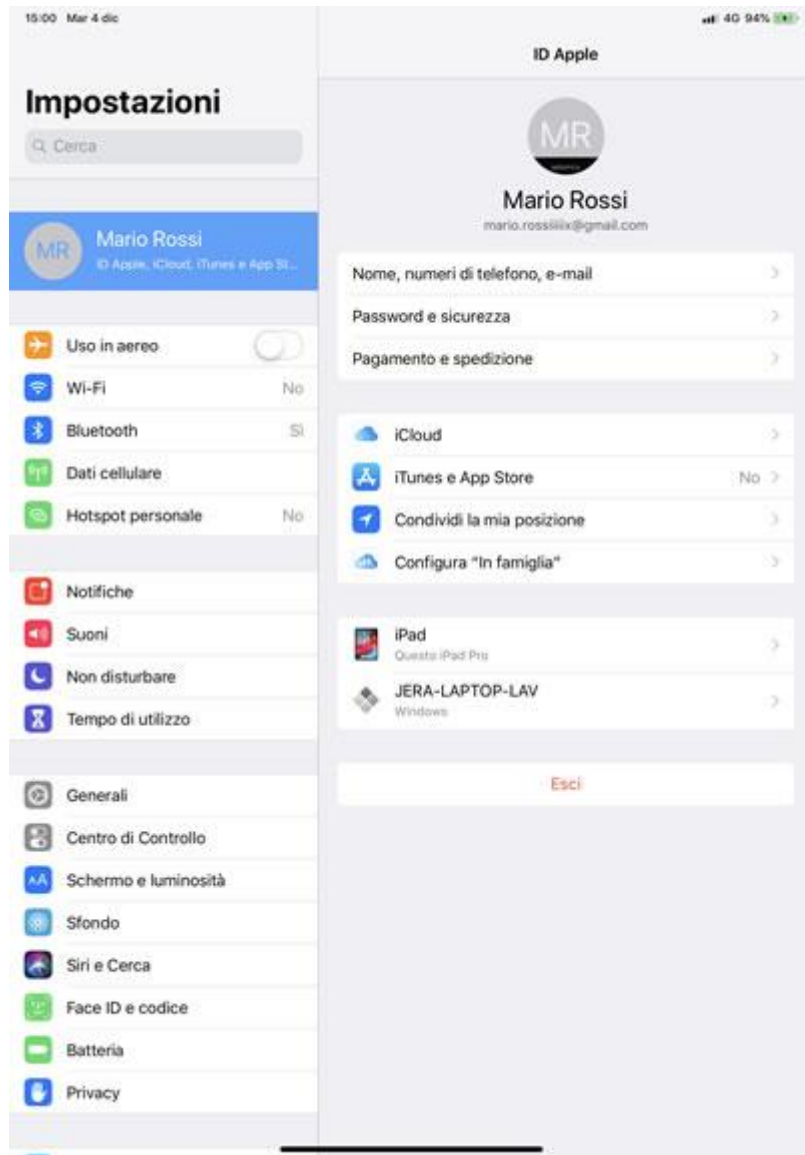 15:00 Mar 4 dic
4G 94%
Impostazioni
Cerca
MR
Mario Rossi
ID Apple, iCloud, iTunes e App St...
Uso in aereo
Wi-Fi No
Bluetooth Sì
Dati cellulare
Hotspot personale No
Notifiche
Suoni
Non disturbare
Tempo di utilizzo
Generali
Centro di Controllo
AA Schermo e luminosità
Sfondo
Siri e Cerca
Face ID e codice
Batteria
Privacy
ID Apple
MR
Mario Rossi
Nome, numeri di telefono, e-mail
Password e sicurezza
Pagamento e spedizione
iCloud
iTunes e App Store No
Condividi la mia posizione
Configura "In famiglia"
iPad
Questo iPad Pro
JERA-LAPTOP-LAV
Windows
Esci